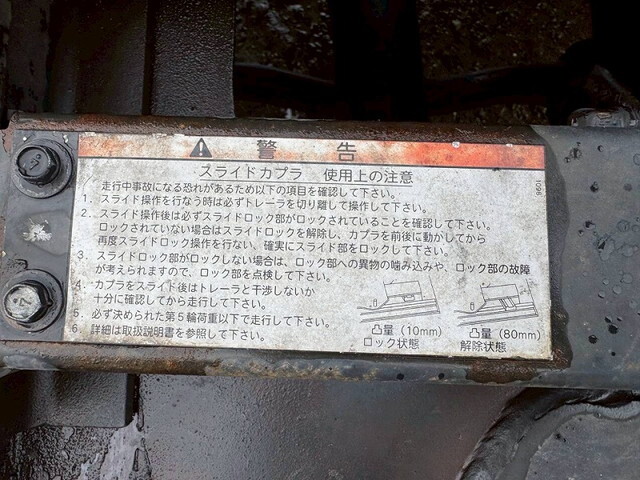 警告
スライドカプラ 使用上の注意
走行中事故になる恐れがあるため以下の項目を確認して下さい。
1. スライド操作を行なう時は必ずトレーラを切り離して操作して下さい。
2. スライド操作後は必ずスライドロック部がロックされていることを確認して下さい。
ロックされていない場合はスライドロックを解除し、カプラを前後に動かしてから
再度スライドロック操作を行ない、確実にスライド部をロックして下さい。
3. スライドロック部がロックしない場合は、ロック部への異物の噛み込みや、ロック部の故障
が考えられますので、ロック部を点検して下さい。
4. カプラをスライド後はトレーラと干渉しないか
十分に確認してから走行して下さい。
5. 必ず決められた第5輪荷重以下で走行して下さい。
6. 詳細は取扱説明書を参照して下さい。
凸量(10mm)
ロック状態
凸量(80mm)
解除状態